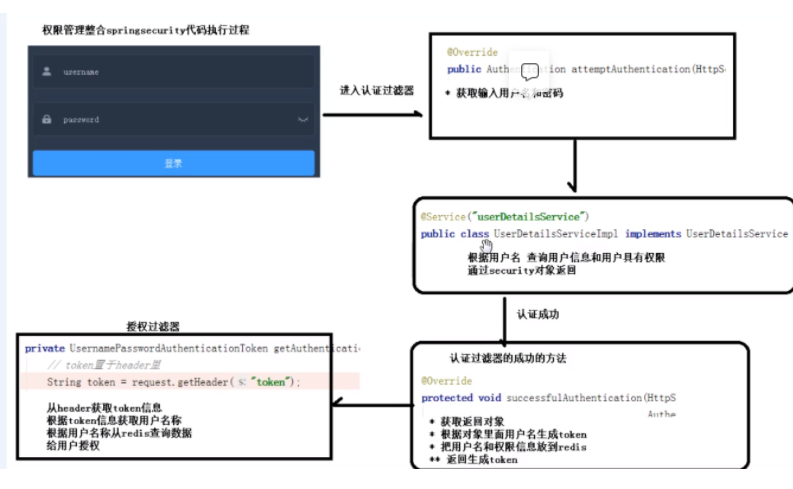 权限管理整合springsecurity代码执行过程
username
password
登录
进入认证过滤器
@Override
public Authentication attemptAuthentication(HttpS
* 获取输入用户名和密码
@Service("userDetailsService")
public class UserDetailsServiceImpl implements UserDetailsService
根据用户名 查询用户信息和用户具有权限
通过security对象返回
认证成功
授权过滤器
private UsernamePasswordAuthenticationToken getAuthenticati
// token置于header里
String token = request.getHeader( s: "token");
从header获取token信息
根据token信息获取用户名称
根据用户名称从redis查询数据
给用户授权
认证过滤器的成功的方法
@Override
protected void successfulAuthentication(HttpS
Authe
* 获取返回对象
* 根据对象里面用户名生成token
* 把用户名和权限信息放到redis
** 返回生成token